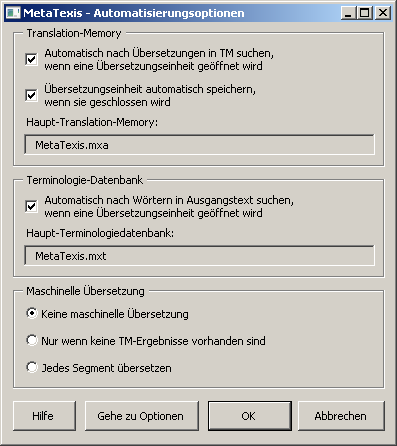 MetaTexis - Automatisierungsoptionen
Translation-Memory
Automatisch nach Übersetzungen in TM suchen,
wenn eine Übersetzungseinheit geöffnet wird
Übersetzungseinheit automatisch speichern,
wenn sie geschlossen wird
Haupt-Translation-Memory:
MetaTexis.mxa
Terminologie-Datenbank
Automatisch nach Wörtern in Ausgangstext suchen,
wenn eine Übersetzungseinheit geöffnet wird
Haupt-Terminologiedatenbank:
MetaTexis.mxt
Maschinelle Übersetzung
Keine maschinelle Übersetzung
Nur wenn keine TM-Ergebnisse vorhanden sind
Jedes Segment übersetzen
Hilfe
Gehe zu Optionen
OK
Abbrechen